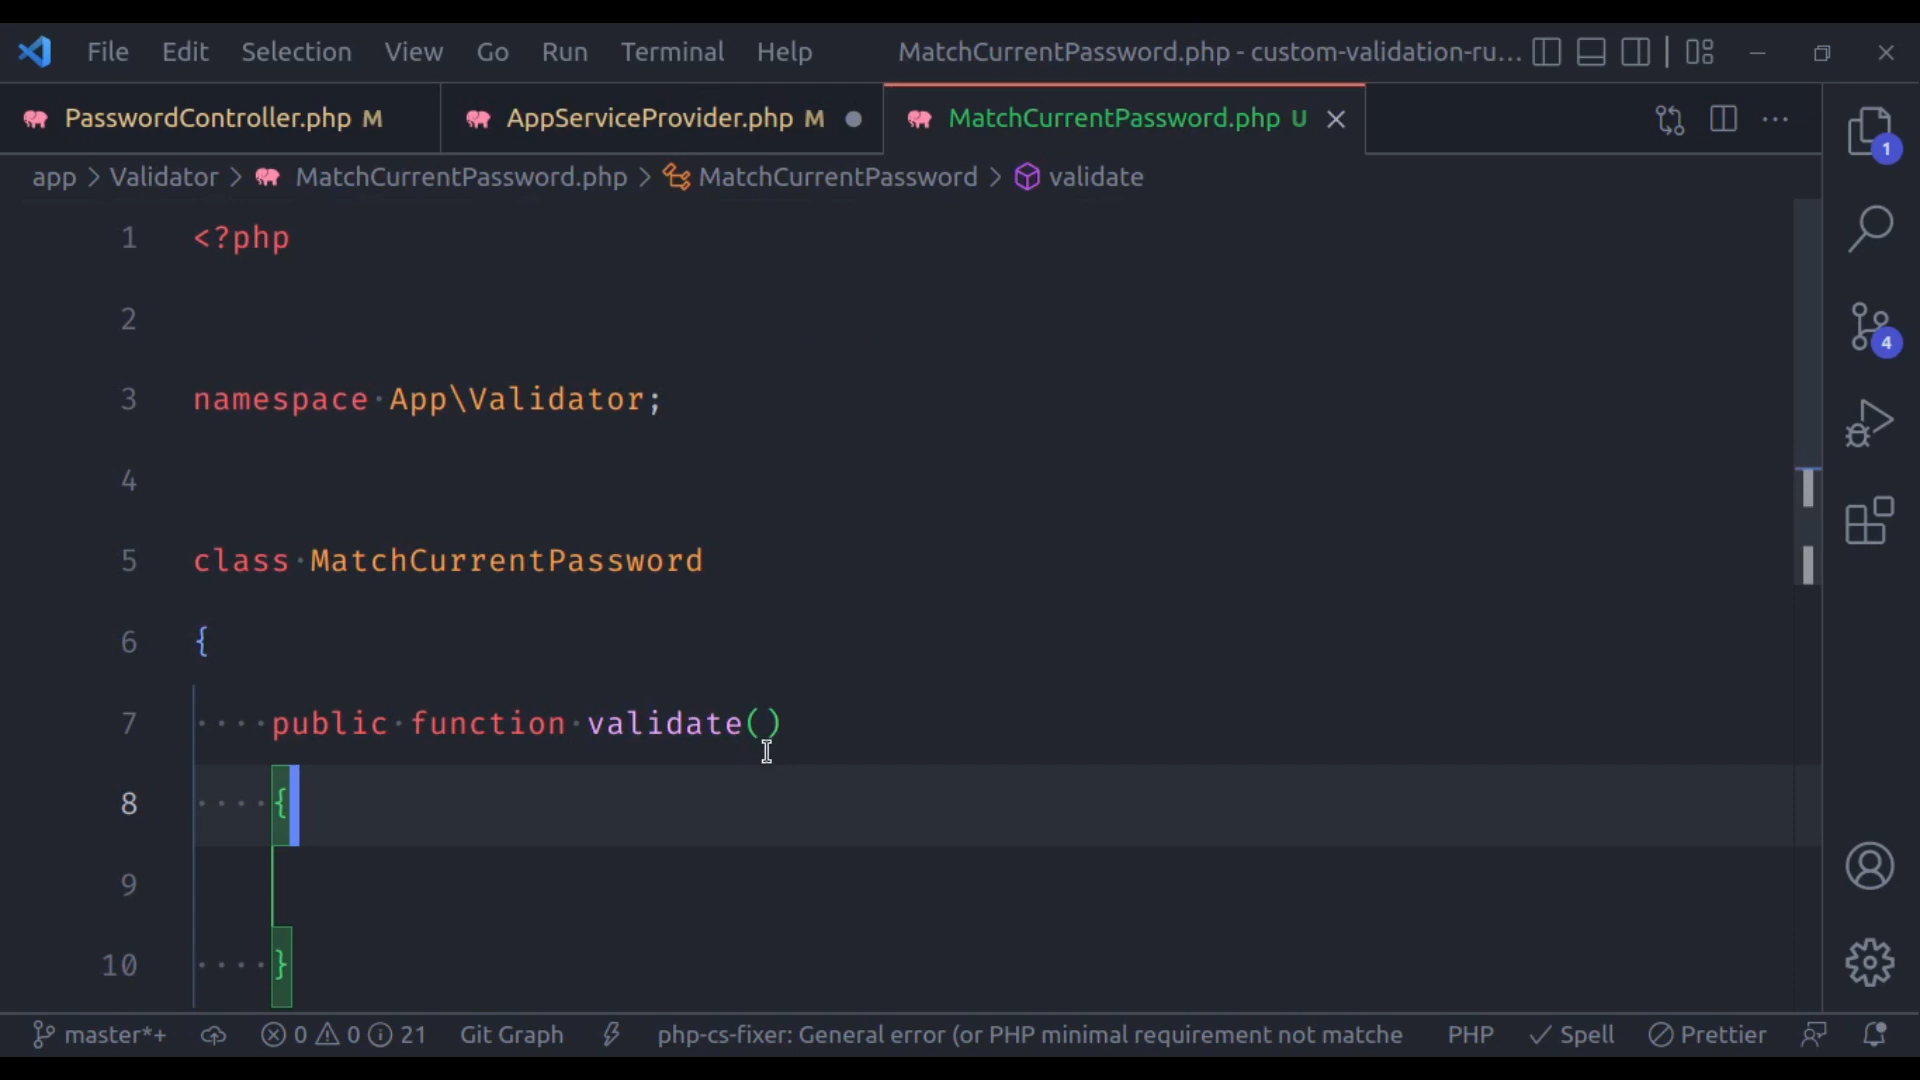 File Edit Selection View Go Run Terminal Help MatchCurrentPassword.php - custom-validation-ru...
PasswordController.php M AppServiceProvider.php M MatchCurrentPassword.php U
app > Validator > MatchCurrentPassword.php > MatchCurrentPassword > validate
1 <?php
2
3 namespace App\Validator;
4
5 class MatchCurrentPassword
6 {
7 public function validate()
8 {
9
10 }
1
4
master*+ 0 0 21 Git Graph php-cs-fixer: General error (or PHP minimal requirement not matche PHP Spell Prettier